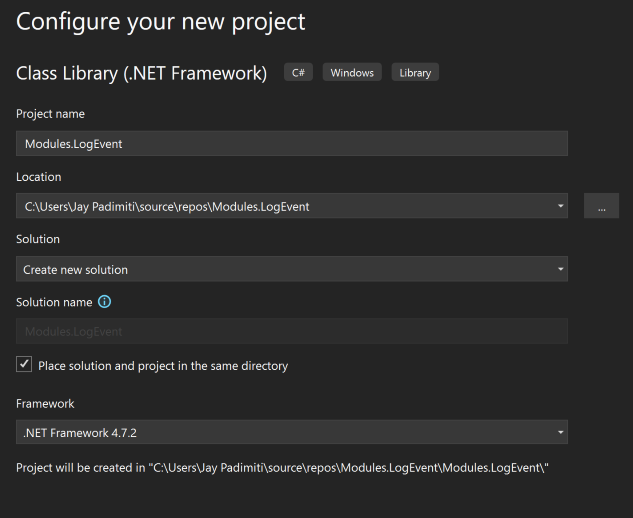 Configure your new project
Class Library (.NET Framework) C# Windows Library
Project name
Modules.LogEvent
Location
C:\Users\Jay Padimiti\source\repos\Modules.LogEvent ...
Solution
Create new solution
Solution name
Modules.LogEvent
Place solution and project in the same directory
Framework
.NET Framework 4.7.2
Project will be created in "C:\Users\Jay Padimiti\source\repos\Modules.LogEvent\Modules.LogEvent\"